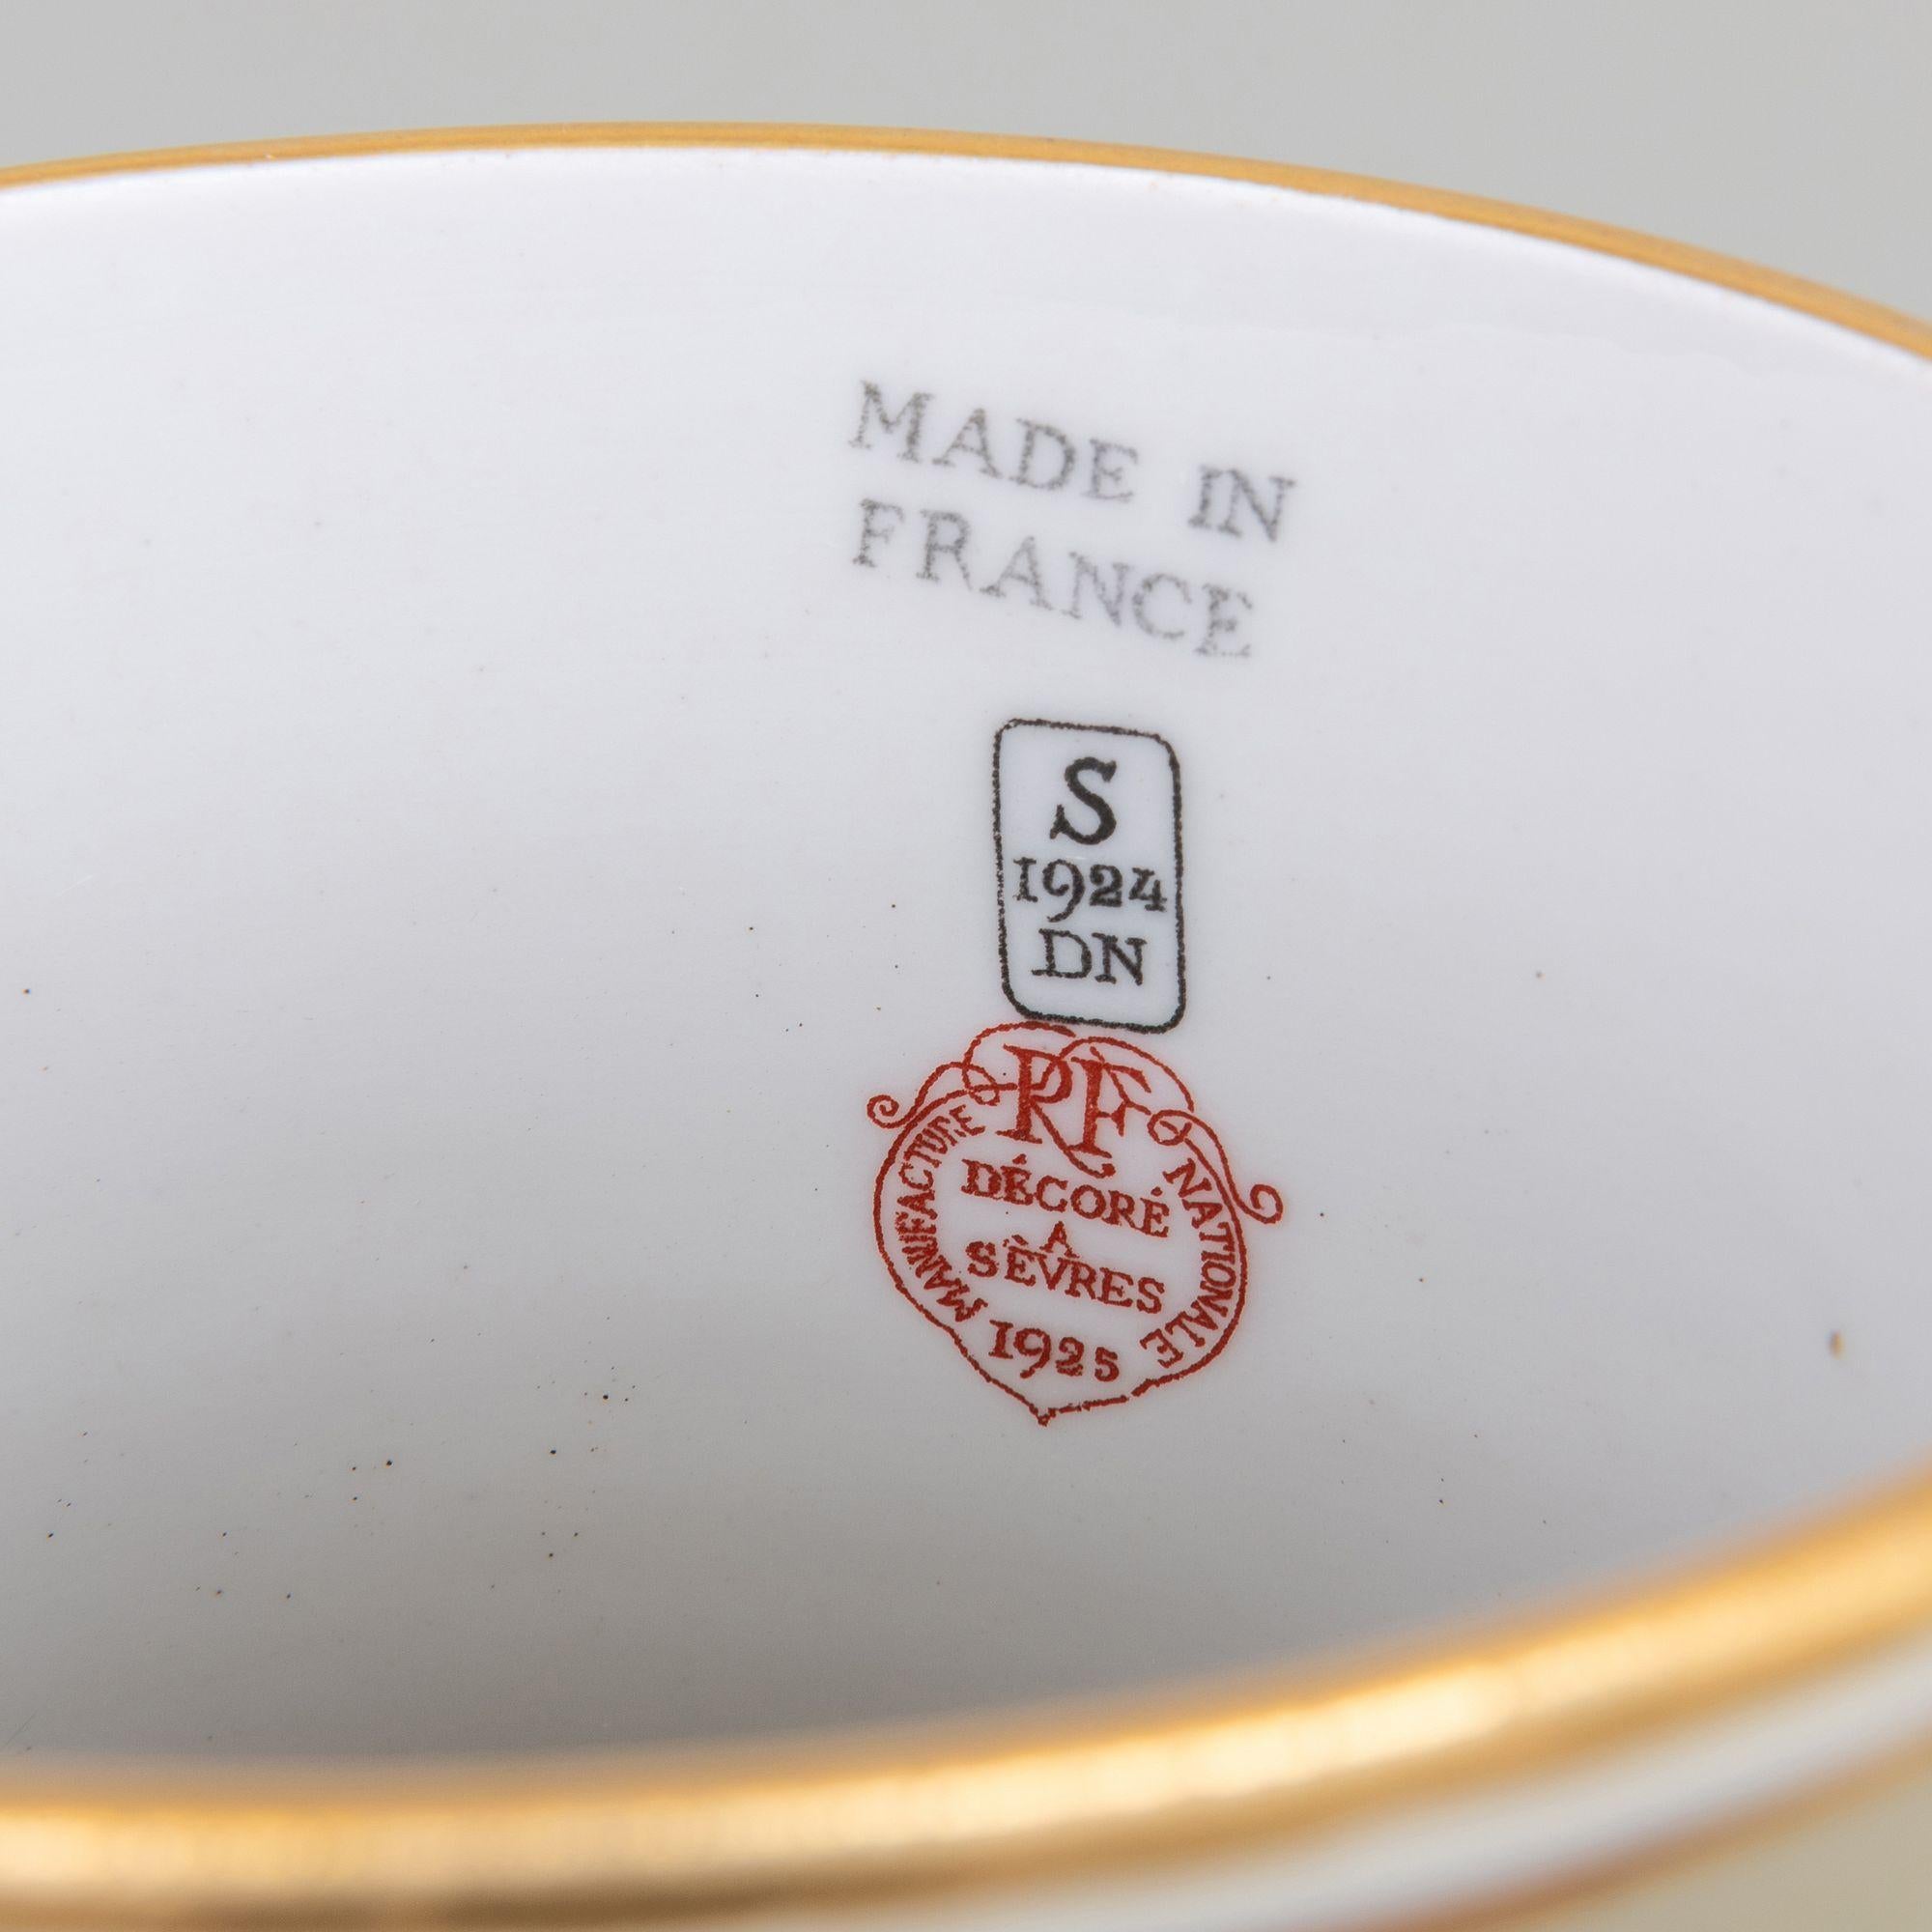 MADE IN
FRANCE
S
1924
DN
RF
MANUFACTURE NATIONALE
DÉCORÉ
A
SÈVRES
1925